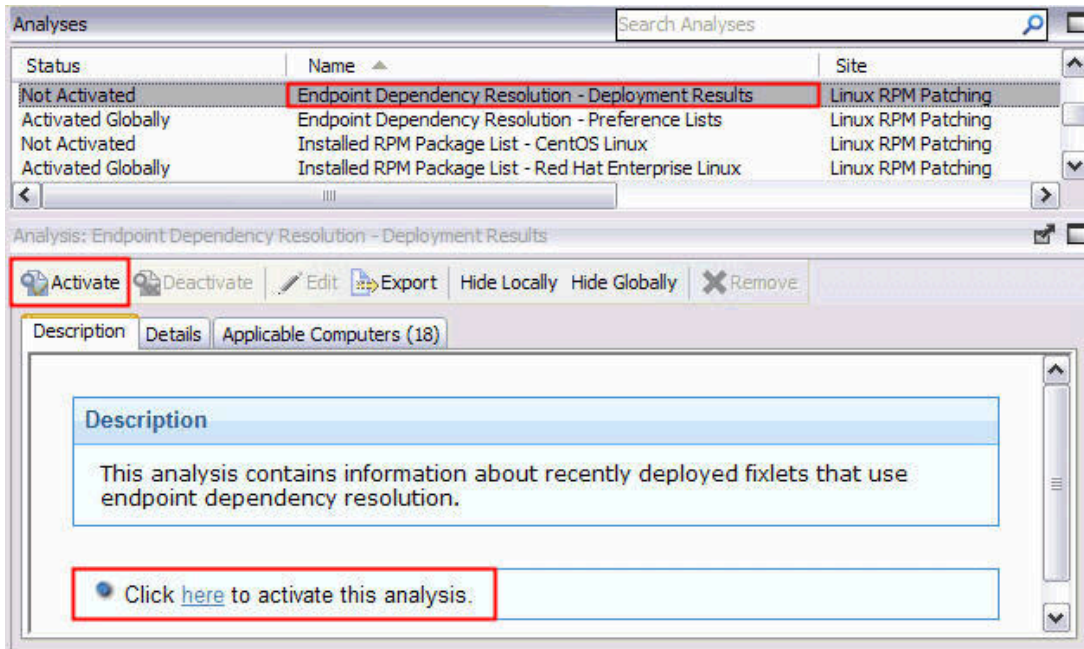 Analyses Search Analyses
Status Name Site
Not Activated Endpoint Dependency Resolution - Deployment Results Linux RPM Patching
Activated Globally Endpoint Dependency Resolution - Preference Lists Linux RPM Patching
Not Activated Installed RPM Package List - CentOS Linux Linux RPM Patching
Activated Globally Installed RPM Package List - Red Hat Enterprise Linux Linux RPM Patching
Analysis: Endpoint Dependency Resolution - Deployment Results
Activate Deactivate Edit Export Hide Locally Hide Globally Remove
Description Details Applicable Computers (18)
Description
This analysis contains information about recently deployed fixlets that use
endpoint dependency resolution.
Click here to activate this analysis.